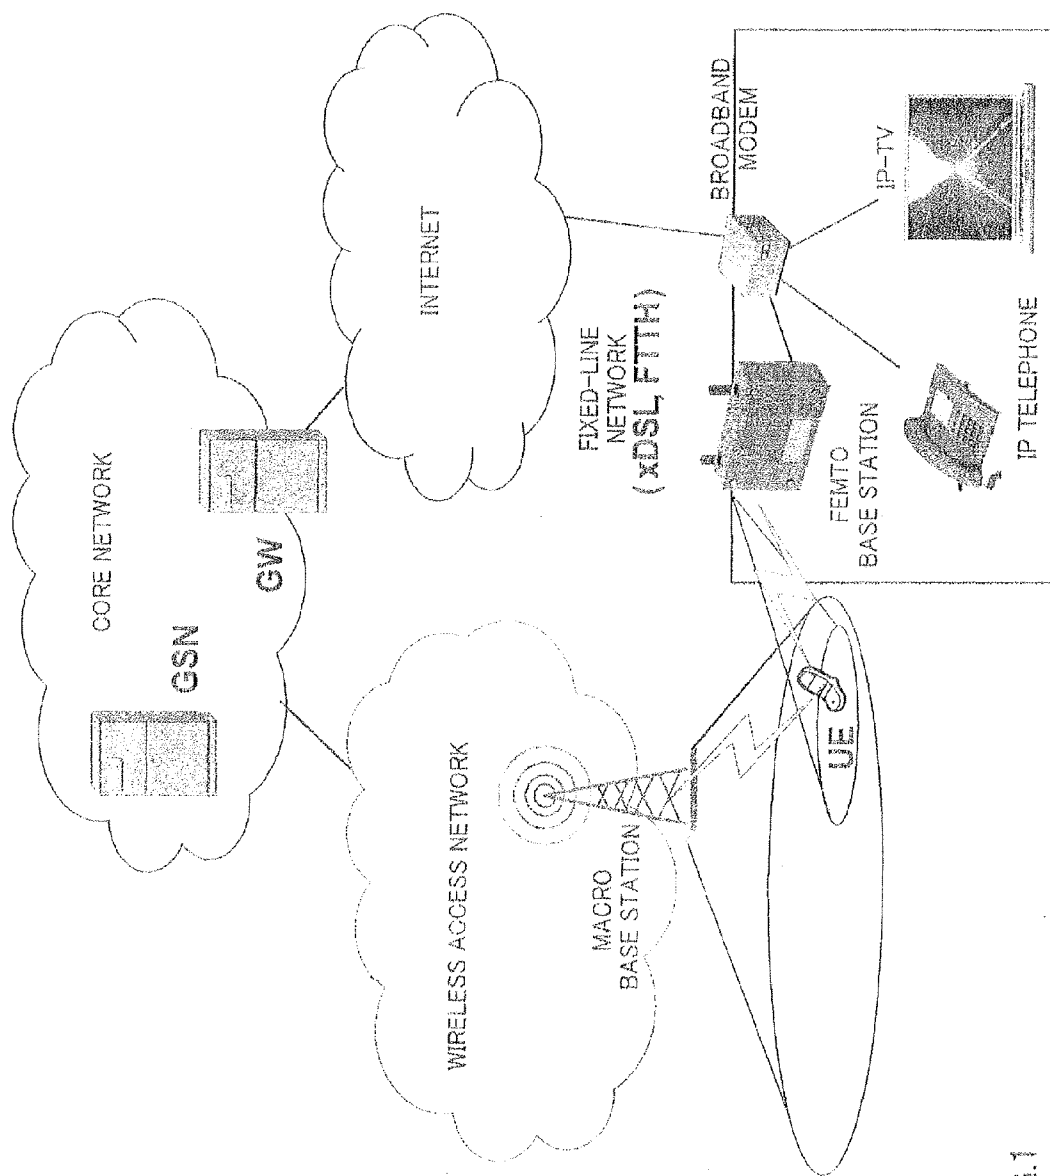 CORE NETWORK
GSN
GW
WIRELESS ACCESS NETWORK
MACRO
BASE STATION
INTERNET
FIXED-LINE
NETWORK
(xDSL, FTTH)
BROADBAND
MODEM
UE
FEMTO
BASE STATION
IP TELEPHONE
IP-TV